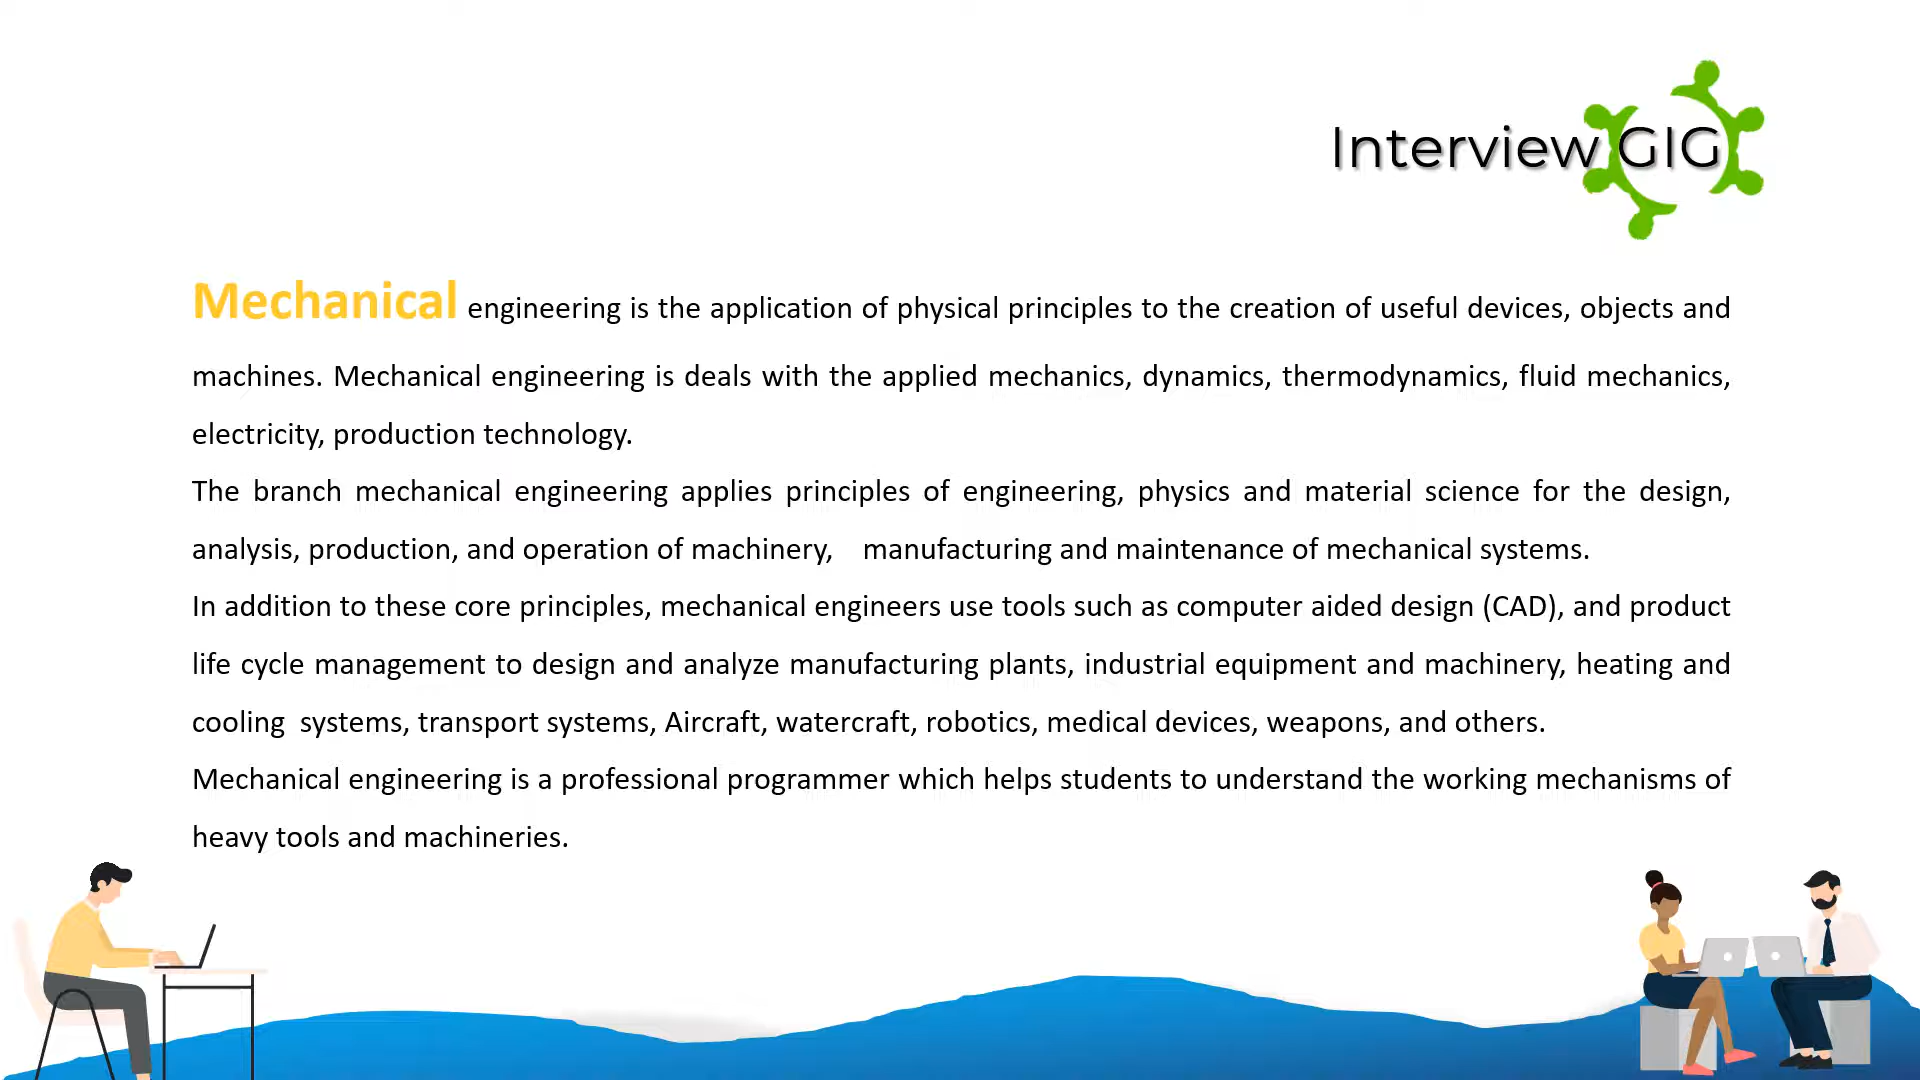 Interview GIG
Mechanical engineering is the application of physical principles to the creation of useful devices, objects and
machines. Mechanical engineering is deals with the applied mechanics, dynamics, thermodynamics, fluid mechanics,
electricity, production technology.
The branch mechanical engineering applies principles of engineering, physics and material science for the design,
analysis, production, and operation of machinery, manufacturing and maintenance of mechanical systems.
In addition to these core principles, mechanical engineers use tools such as computer aided design (CAD), and product
life cycle management to design and analyze manufacturing plants, industrial equipment and machinery, heating and
cooling systems, transport systems, Aircraft, watercraft, robotics, medical devices, weapons, and others.
Mechanical engineering is a professional programmer which helps students to understand the working mechanisms of
heavy tools and machineries.